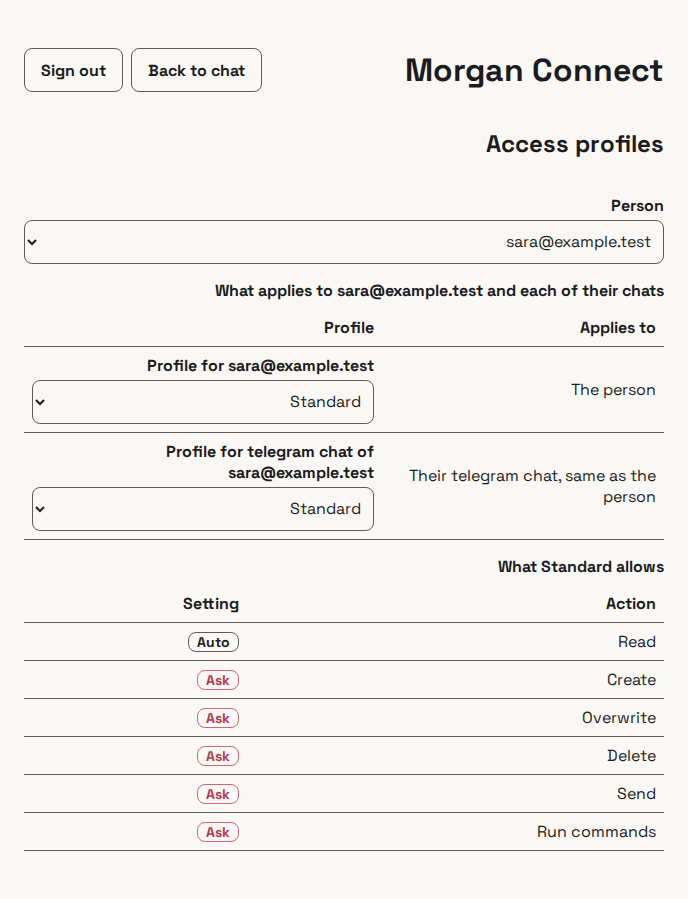 Morgan Connect
Back to chat
Sign out
Access profiles
Person
sara@example.test
What applies to sara@example.test and each of their chats
Applies to
Profile
The person
Profile for sara@example.test
Standard
Their telegram chat, same as the
person
Profile for telegram chat of
sara@example.test
Standard
What Standard allows
Action
Setting
Read
Auto
Create
Ask
Overwrite
Ask
Delete
Ask
Send
Ask
Run commands
Ask